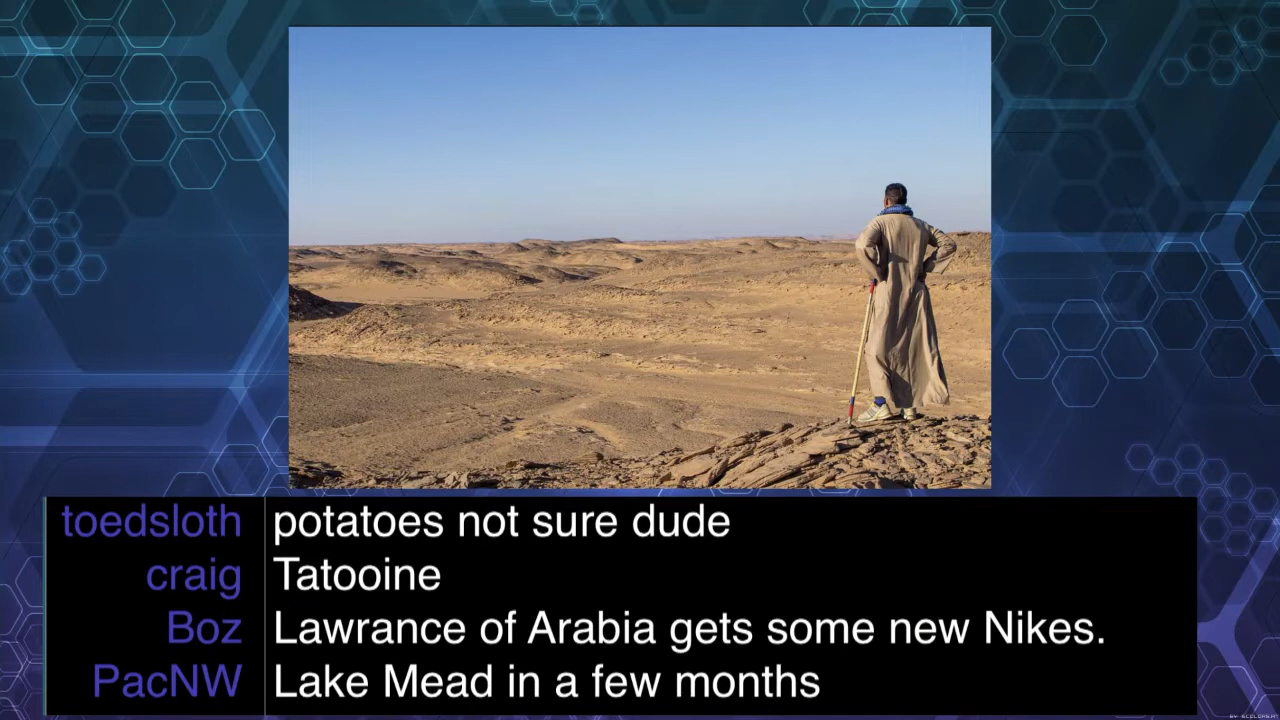 toedsloth potatoes not sure dude
craig Tatooine
Boz Lawrance of Arabia gets some new Nikes.
PacNW Lake Mead in a few months